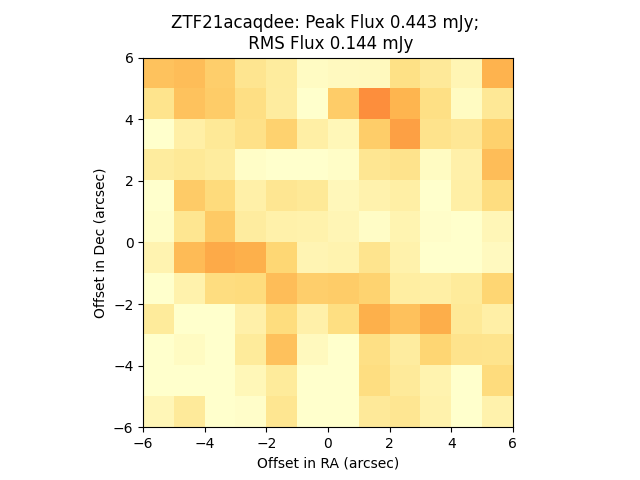 ZTF21acaqdee: Peak Flux 0.443 mJy;
RMS Flux 0.144 mJy
6
4
2
0
−2
−4
−6
Offset in Dec (arcsec)
−6 −4 −2 0 2 4 6
Offset in RA (arcsec)